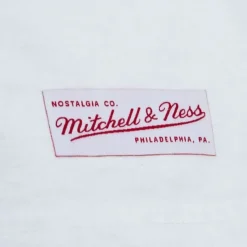 NOSTALGIA CO.
Mitchell & Ness
PHILADELPHIA, PA.